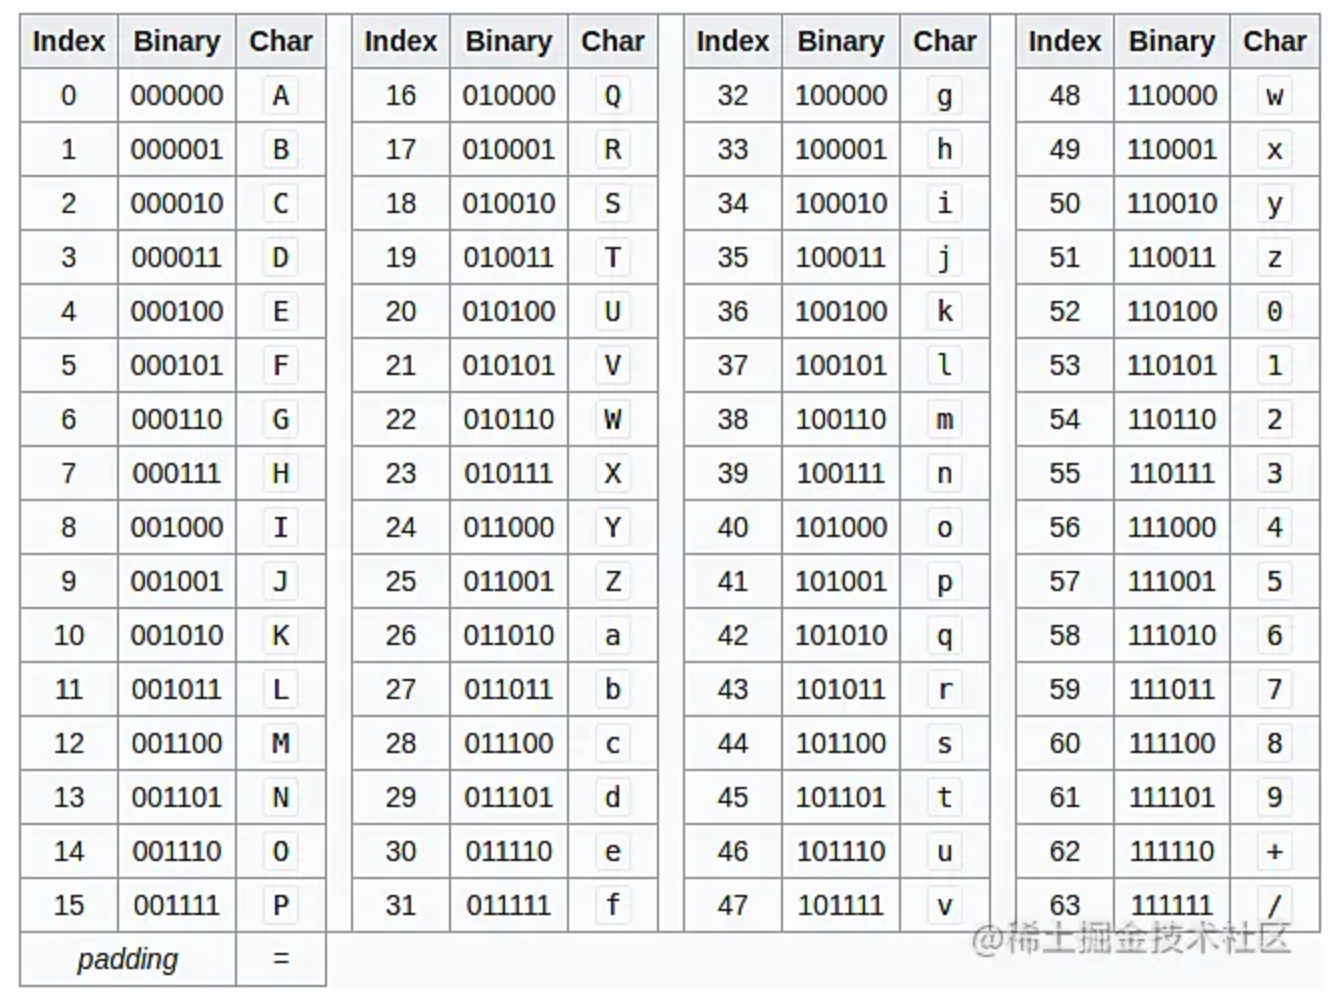 Index Binary Char Index Binary Char Index Binary Char Index Binary Char
0 000000 A 16 010000 Q 32 100000 g 48 110000 w
1 000001 B 17 010001 R 33 100001 h 49 110001 x
2 000010 C 18 010010 S 34 100010 i 50 110010 y
3 000011 D 19 010011 T 35 100011 j 51 110011 z
4 000100 E 20 010100 U 36 100100 k 52 110100 0
5 000101 F 21 010101 V 37 100101 l 53 110101 1
6 000110 G 22 010110 W 38 100110 m 54 110110 2
7 000111 H 23 010111 X 39 100111 n 55 110111 3
8 001000 I 24 011000 Y 40 101000 o 56 111000 4
9 001001 J 25 011001 Z 41 101001 p 57 111001 5
10 001010 K 26 011010 a 42 101010 q 58 111010 6
11 001011 L 27 011011 b 43 101011 r 59 111011 7
12 001100 M 28 011100 c 44 101100 s 60 111100 8
13 001101 N 29 011101 d 45 101101 t 61 111101 9
14 001110 O 30 011110 e 46 101110 u 62 111110 +
15 001111 P 31 011111 f 47 101111 v 63 111111 /
padding =
@稀土掘金技术社区